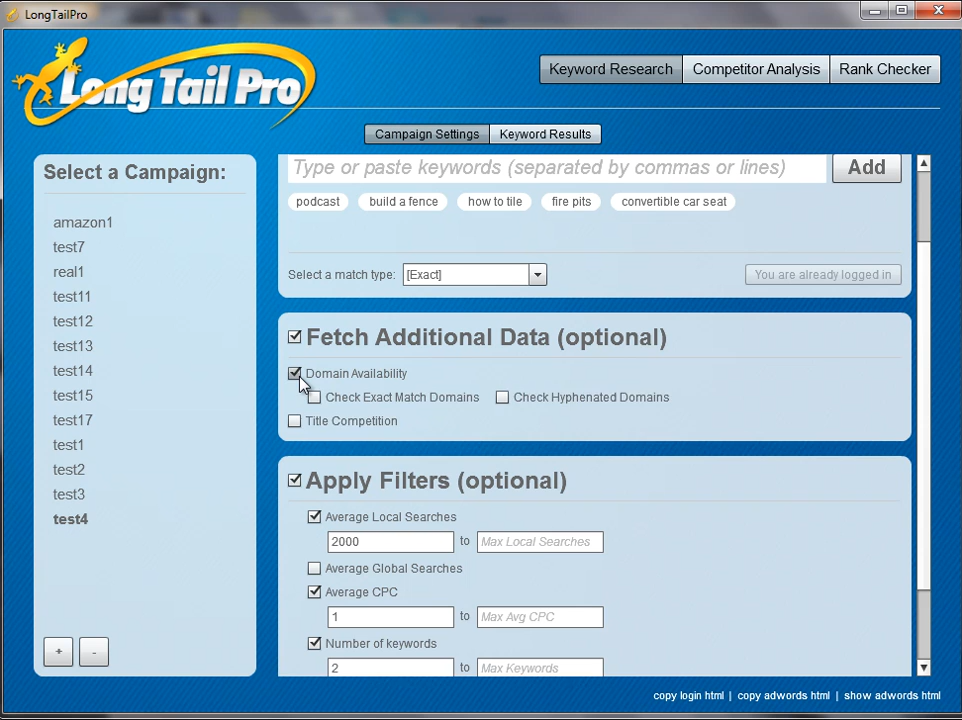 LongTailPro
Long Tail Pro
Keyword Research Competitor Analysis Rank Checker
Campaign Settings Keyword Results
Select a Campaign:
amazon1
test7
real1
test11
test12
test13
test14
test15
test17
test1
test2
test3
test4
+ -
Type or paste keywords (separated by commas or lines) Add
podcast build a fence how to tile fire pits convertible car seat
Select a match type: [Exact] You are already logged in
Fetch Additional Data (optional)
Domain Availability
Check Exact Match Domains Check Hyphenated Domains
Title Competition
Apply Filters (optional)
Average Local Searches
2000 to Max Local Searches
Average Global Searches
Average CPC
1 to Max Avg CPC
Number of keywords
2 to Max Keywords
copy login html | copy adwords html | show adwords html